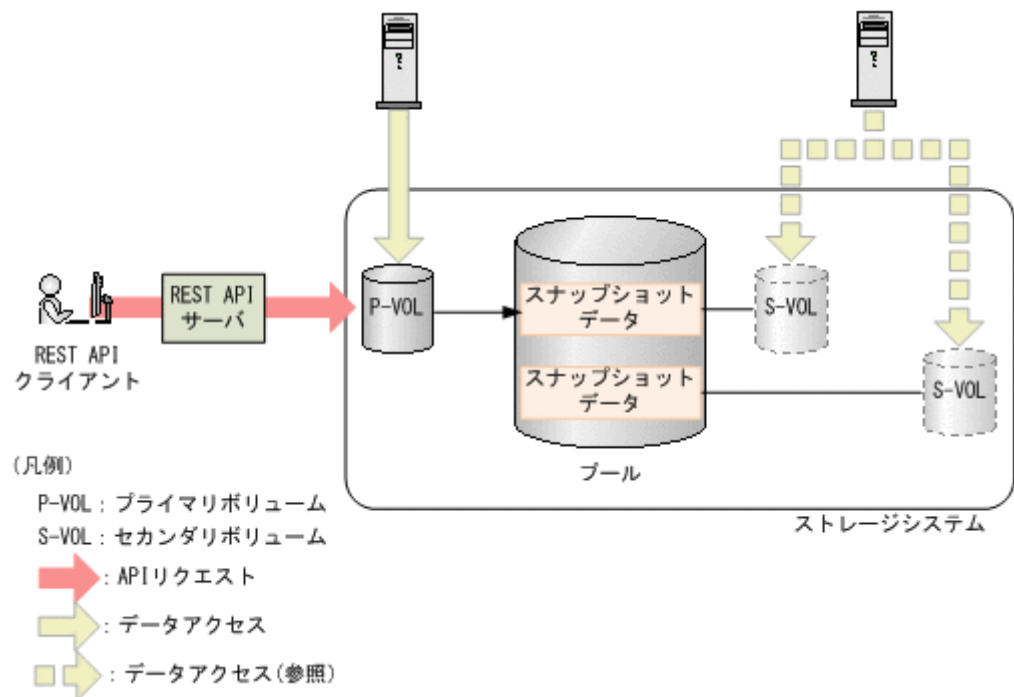 REST API
クライアント
REST API
サーバ
P-VOL
スナップショット
データ
スナップショット
データ
プール
S-VOL
S-VOL
ストレージシステム
(凡例)
P-VOL : プライマリボリューム
S-VOL : セカンダリボリューム
: APIリクエスト
: データアクセス
: データアクセス(参照)